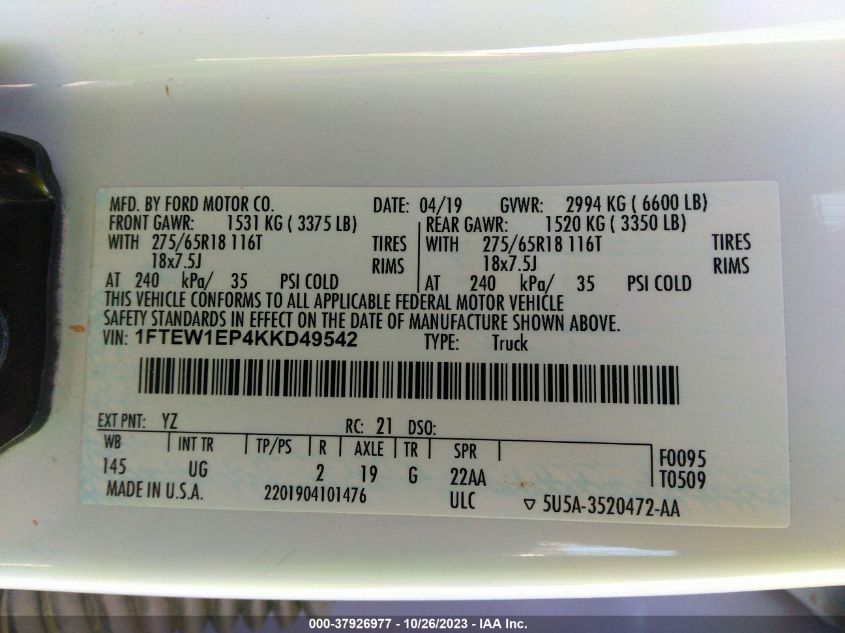 MFD. BY FORD MOTOR CO. DATE: 04/19 GVWR: 2994 KG ( 6600 LB)
FRONT GAWR: 1531 KG ( 3375 LB) REAR GAWR: 1520 KG ( 3350 LB)
WITH 275/65R18 116T TIRES WITH 275/65R18 116T TIRES
18x7.5J RIMS 18x7.5J RIMS
AT 240 kPa/ 35 PSI COLD AT 240 kPa/ 35 PSI COLD
THIS VEHICLE CONFORMS TO ALL APPLICABLE FEDERAL MOTOR VEHICLE
SAFETY STANDARDS IN EFFECT ON THE DATE OF MANUFACTURE SHOWN ABOVE.
VIN: 1FTEW1EP4KKD49542 TYPE: Truck
EXT PNT: YZ RC: 21 DSO:
WB INT TR TP/PS R AXLE TR SPR F0095
145 UG 2 19 G 22AA T0509
MADE IN U.S.A. 2201904101476 ULC ▽ 5U5A-3520472-AA
000-37926977 - 10/26/2023 - IAA Inc.